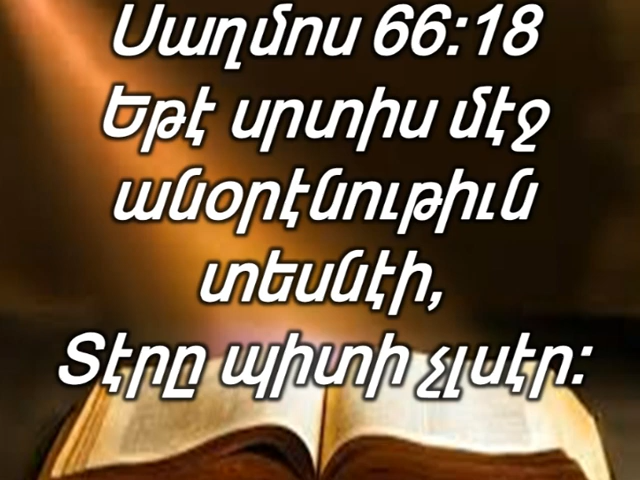 Սաղմոս 66:18
Եթէ սրտիս մէջ
անօրէնութիւն
տեսնէի,
Տէրը պիտի չլսէր: